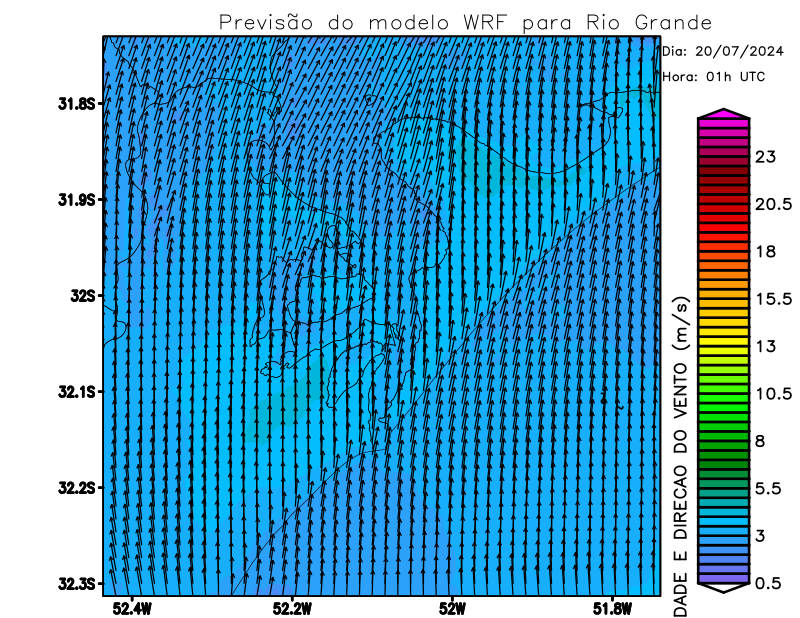 Previsão do modelo WRF para Rio Grande
Dia: 20/07/2024
Hora: 01h UTC
31.8S
31.9S
32S
32.1S
32.2S
32.3S
52.4W
52.2W
52W
51.8W
DADE E DIRECAO DO VENTO (m/s)
23
20.5
18
15.5
13
10.5
8
5.5
3
0.5